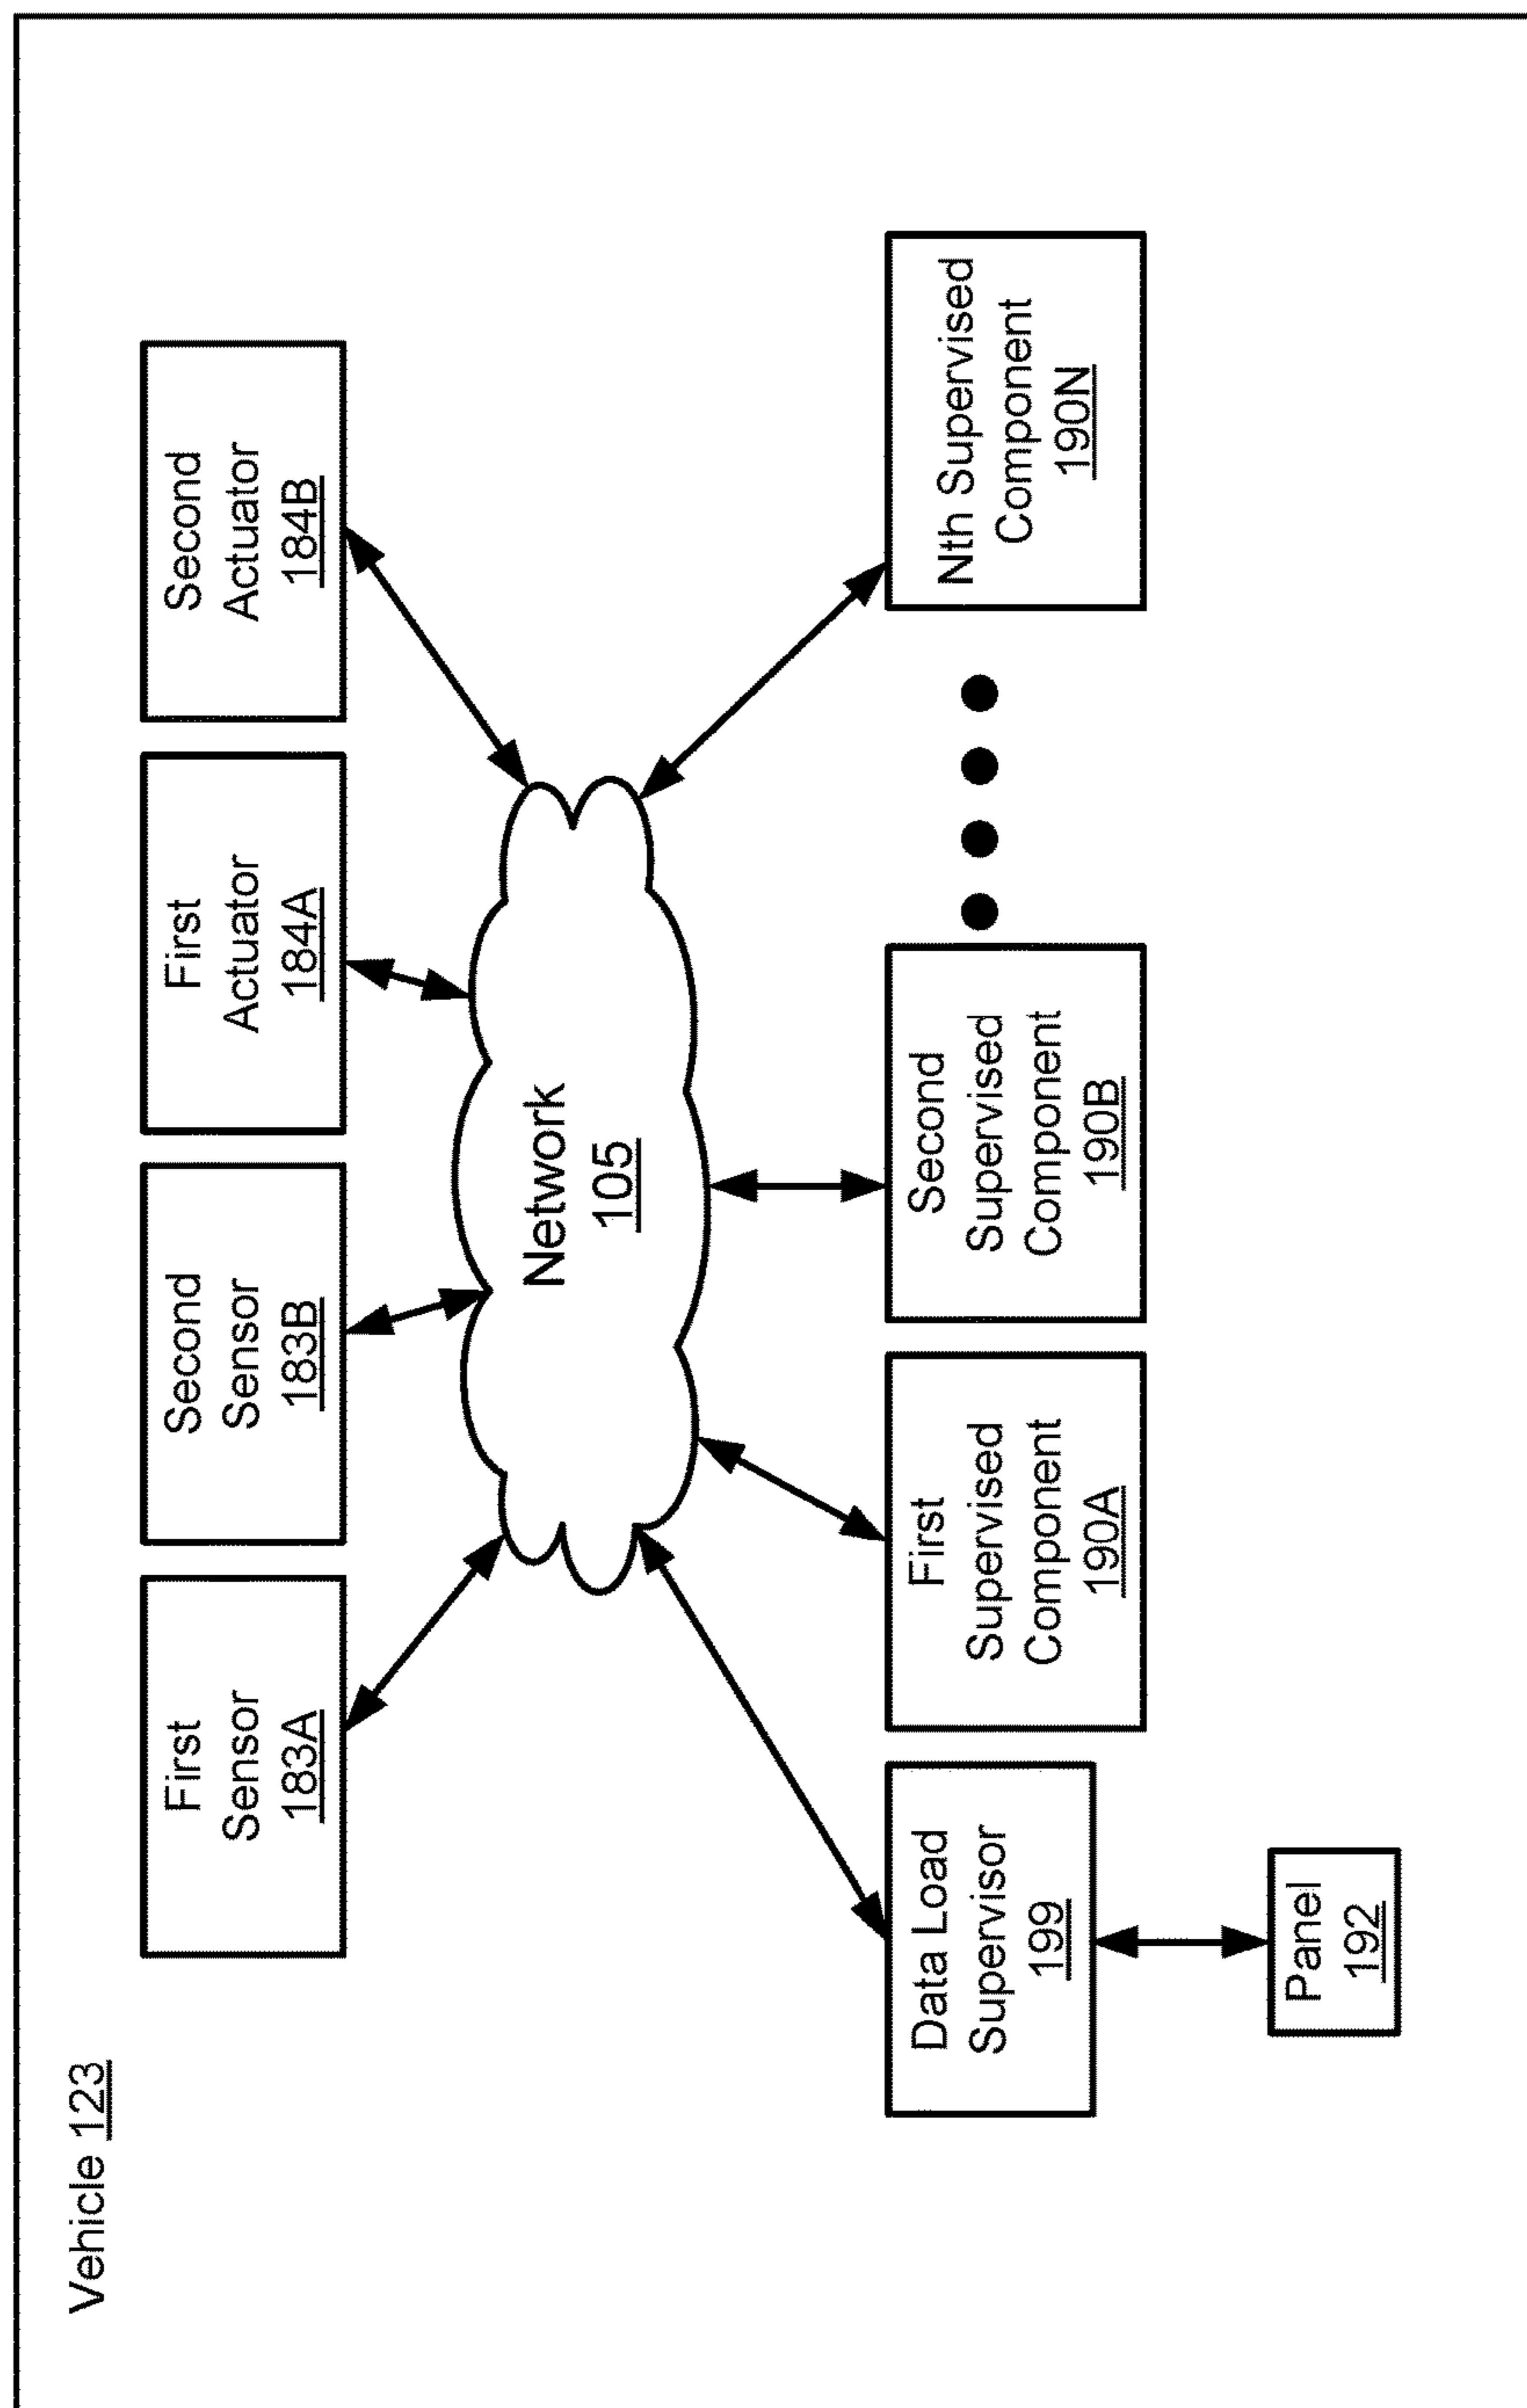 Vehicle 123
First
Sensor
183A
Second
Sensor
183B
First
Actuator
184A
Second
Actuator
184B
Network
105
Data Load
Supervisor
199
First
Supervised
Component
190A
Second
Supervised
Component
190B
Nth Supervised
Component
190N
Panel
192